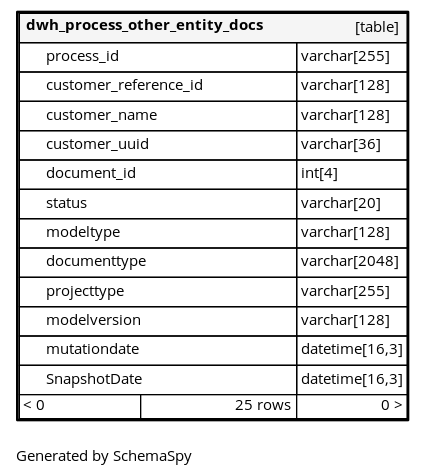 dwh_process_other_entity_docs [table]
process_id varchar[255]
customer_reference_id varchar[128]
customer_name varchar[128]
customer_uuid varchar[36]
document_id int[4]
status varchar[20]
modeltype varchar[128]
documenttype varchar[2048]
projecttype varchar[255]
modelversion varchar[128]
mutationdate datetime[16,3]
SnapshotDate datetime[16,3]
< 0 25 rows 0 >
Generated by SchemaSpy